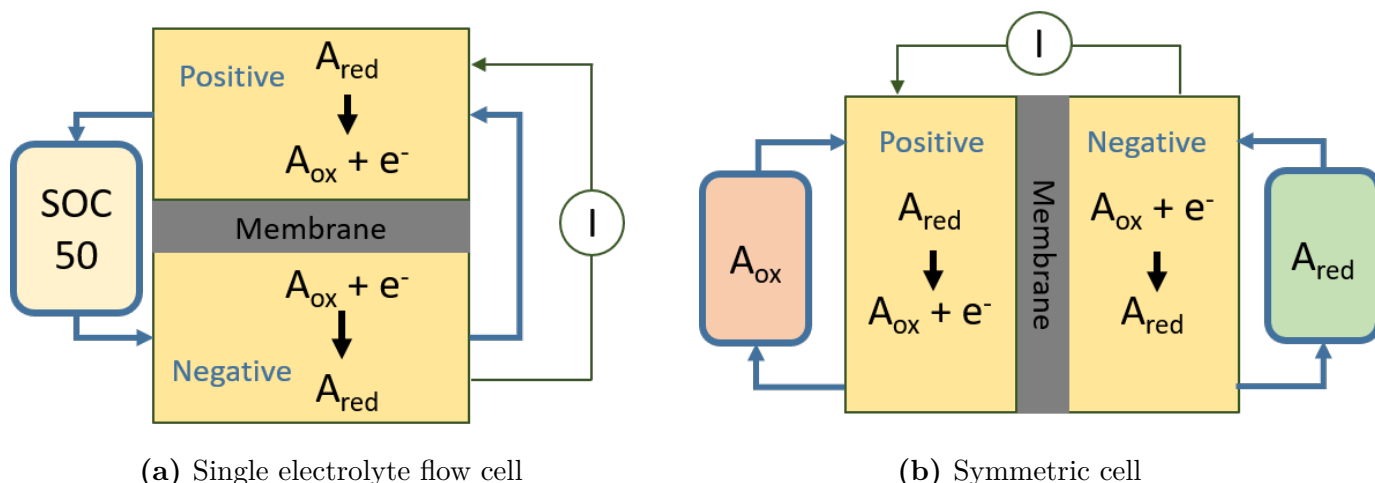 Positive
A_red
A_ox + e⁻
SOC
50
Membrane
I
A_ox + e⁻
Negative
A_red
(a) Single electrolyte flow cell
I
Positive
Negative
A_ox
A_red
A_ox + e⁻
Membrane
A_ox + e⁻
A_red
A_red
(b) Symmetric cell